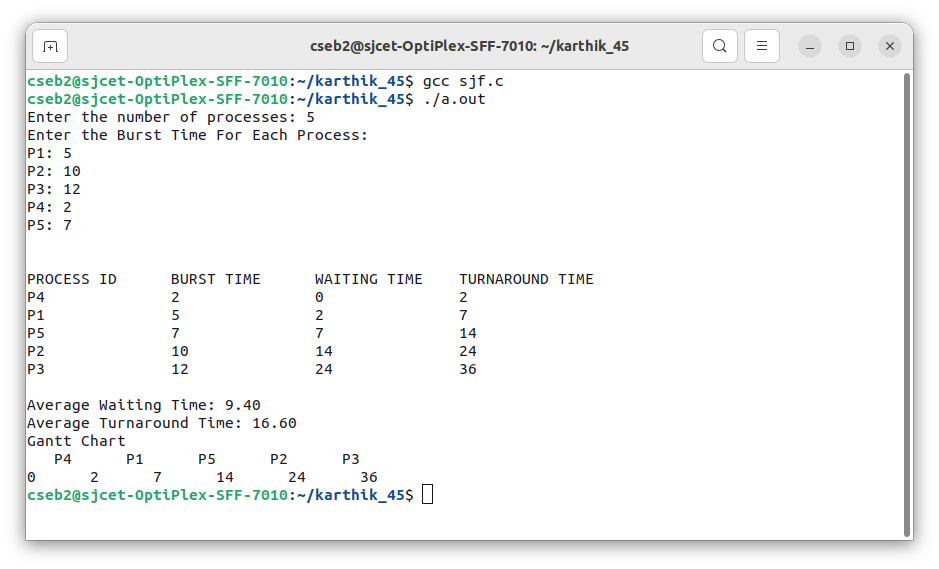 cseb2@sjcet-OptiPlex-SFF-7010: ~/karthik_45
cseb2@sjcet-OptiPlex-SFF-7010:~/karthik_45$ gcc sjf.c
cseb2@sjcet-OptiPlex-SFF-7010:~/karthik_45$ ./a.out
Enter the number of processes: 5
Enter the Burst Time For Each Process:
P1: 5
P2: 10
P3: 12
P4: 2
P5: 7
PROCESS ID      BURST TIME      WAITING TIME    TURNAROUND TIME
P4              2               0               2
P1              5               2               7
P5              7               7               14
P2              10              14              24
P3              12              24              36
Average Waiting Time: 9.40
Average Turnaround Time: 16.60
Gantt Chart
   P4      P1      P5      P2      P3
0      2      7      14      24      36
cseb2@sjcet-OptiPlex-SFF-7010:~/karthik_45$